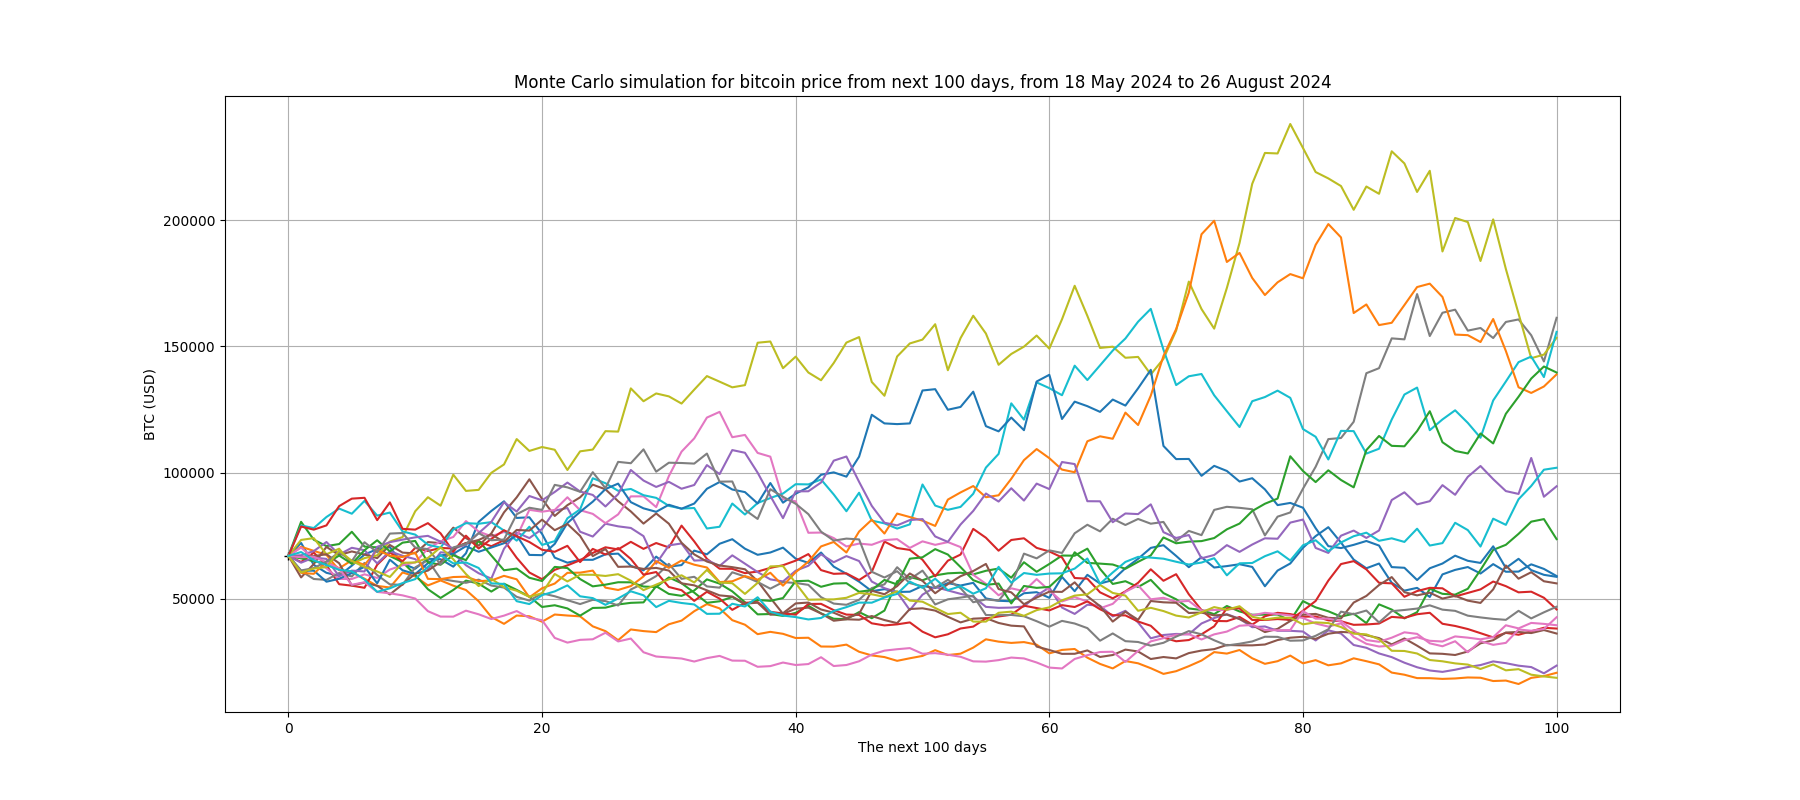 Monte Carlo simulation for bitcoin price from next 100 days, from 18 May 2024 to 26 August 2024
BTC (USD)
200000
150000
100000
50000
0 20 40 60 80 100
The next 100 days